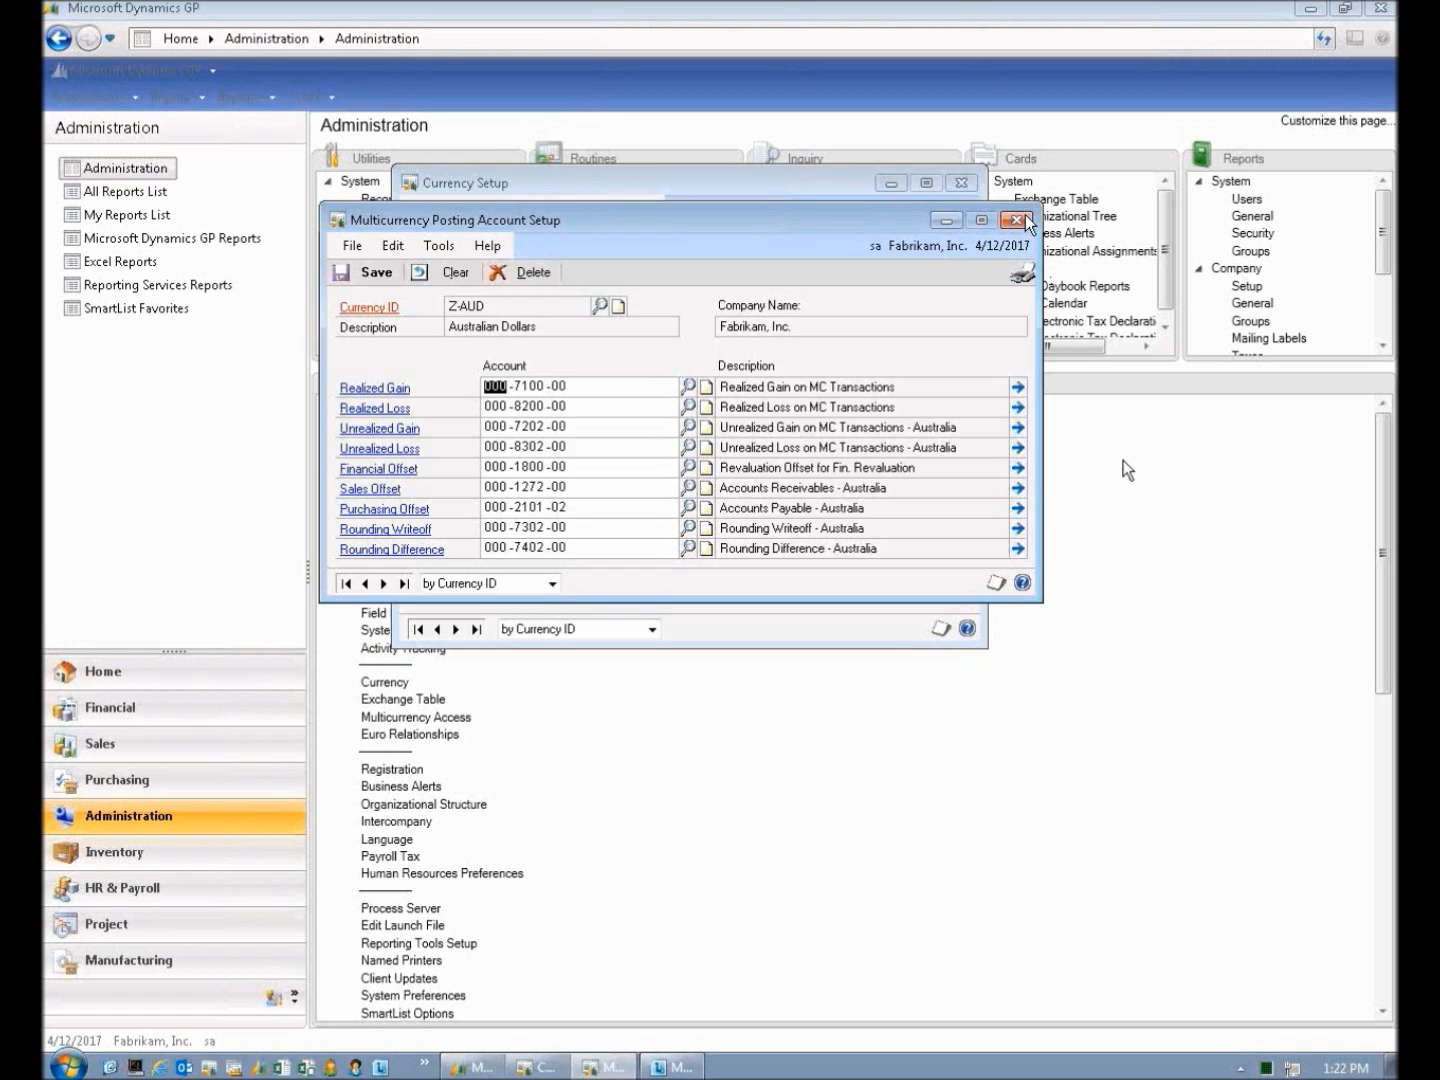 Microsoft Dynamics GP
Home
Administration
Administration
Administration
Administration
Customize this page...
Administration
All Reports List
My Reports List
Microsoft Dynamics GP Reports
Excel Reports
Reporting Services Reports
SmartList Favorites
Utilities
Routines
Inquiry
Cards
Reports
System
Currency Setup
System
System
Exchange Table
Users
General
Security
Groups
Company
Setup
General
Groups
Mailing Labels
Daybook Reports
Calendar
Multicurrency Posting Account Setup
File Edit Tools Help
sa Fabrikam, Inc. 4/12/2017
Save Clear Delete
Currency ID Z-AUD Company Name:
Description Australian Dollars Fabrikam, Inc.
Account Description
Realized Gain 000 -7100 -00 Realized Gain on MC Transactions
Realized Loss 000 -8200 -00 Realized Loss on MC Transactions
Unrealized Gain 000 -7202 -00 Unrealized Gain on MC Transactions - Australia
Unrealized Loss 000 -8302 -00 Unrealized Loss on MC Transactions - Australia
Financial Offset 000 -1800 -00 Revaluation Offset for Fin. Revaluation
Sales Offset 000 -1272 -00 Accounts Receivables - Australia
Purchasing Offset 000 -2101 -02 Accounts Payable - Australia
Rounding Writeoff 000 -7302 -00 Rounding Writeoff - Australia
Rounding Difference 000 -7402 -00 Rounding Difference - Australia
by Currency ID
by Currency ID
Field
Syste
Activity Tracking
Currency
Exchange Table
Multicurrency Access
Euro Relationships
Registration
Business Alerts
Organizational Structure
Intercompany
Language
Payroll Tax
Human Resources Preferences
Process Server
Edit Launch File
Reporting Tools Setup
Named Printers
Client Updates
System Preferences
SmartList Options
Home
Financial
Sales
Purchasing
Administration
Inventory
HR & Payroll
Project
Manufacturing
4/12/2017 Fabrikam, Inc. sa
M... C... M... M...
1:22 PM